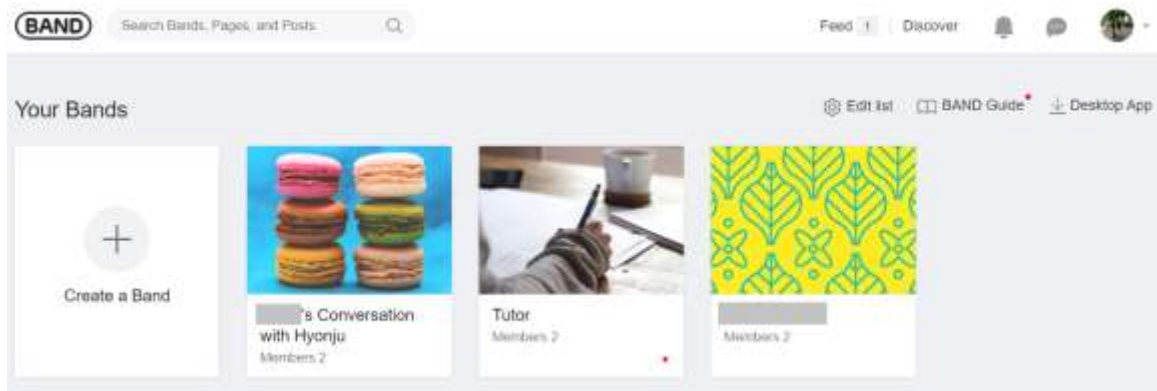 BAND
Search Bands, Pages, and Posts
Feed 1 Discover
Your Bands
Edit list BAND Guide Desktop App
Create a Band
's Conversation
with Hyonju
Members 2
Tutor
Members 2
Members 2